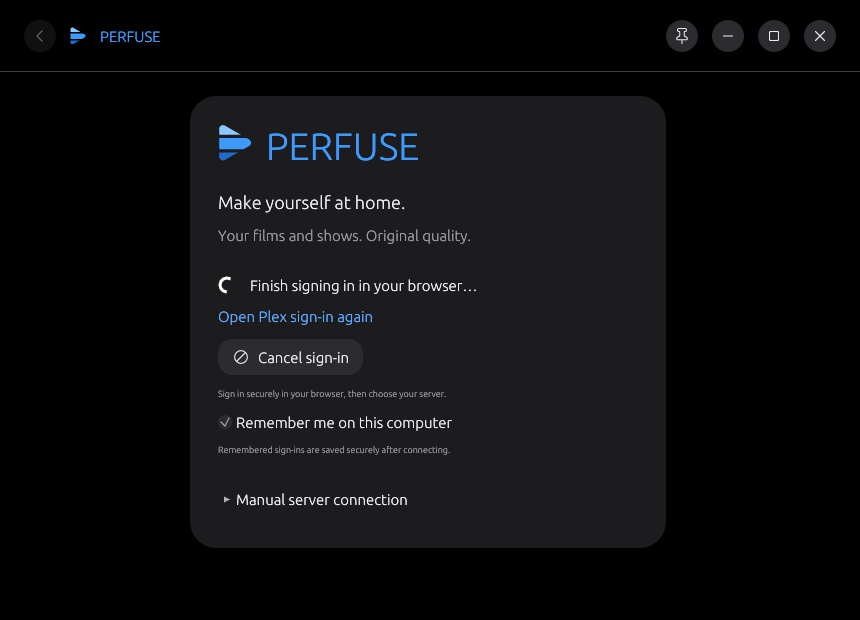 PERFUSE
PERFUSE
Make yourself at home.
Your films and shows. Original quality.
Finish signing in in your browser…
Open Plex sign-in again
Cancel sign-in
Sign in securely in your browser, then choose your server.
Remember me on this computer
Remembered sign-ins are saved securely after connecting.
Manual server connection